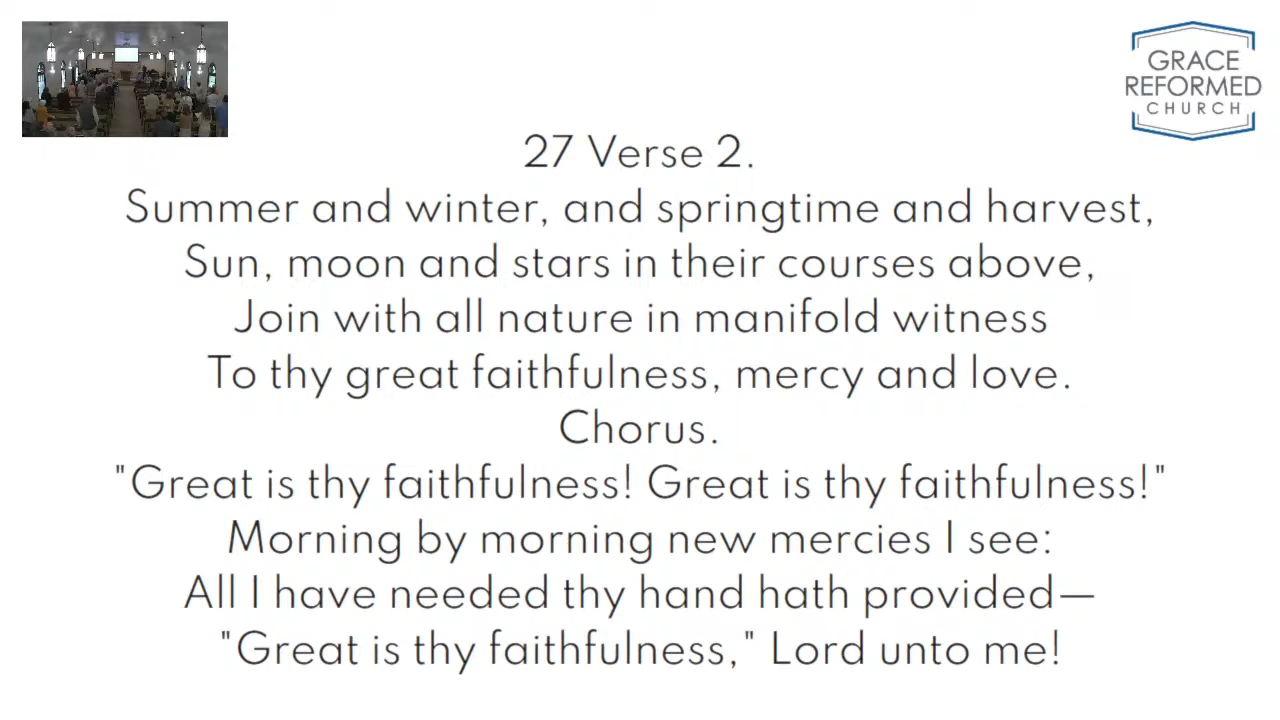 GRACE
REFORMED
CHURCH
27 Verse 2.
Summer and winter, and springtime and harvest,
Sun, moon and stars in their courses above,
Join with all nature in manifold witness
To thy great faithfulness, mercy and love.
Chorus.
"Great is thy faithfulness! Great is thy faithfulness!"
Morning by morning new mercies I see:
All I have needed thy hand hath provided—
"Great is thy faithfulness," Lord unto me!